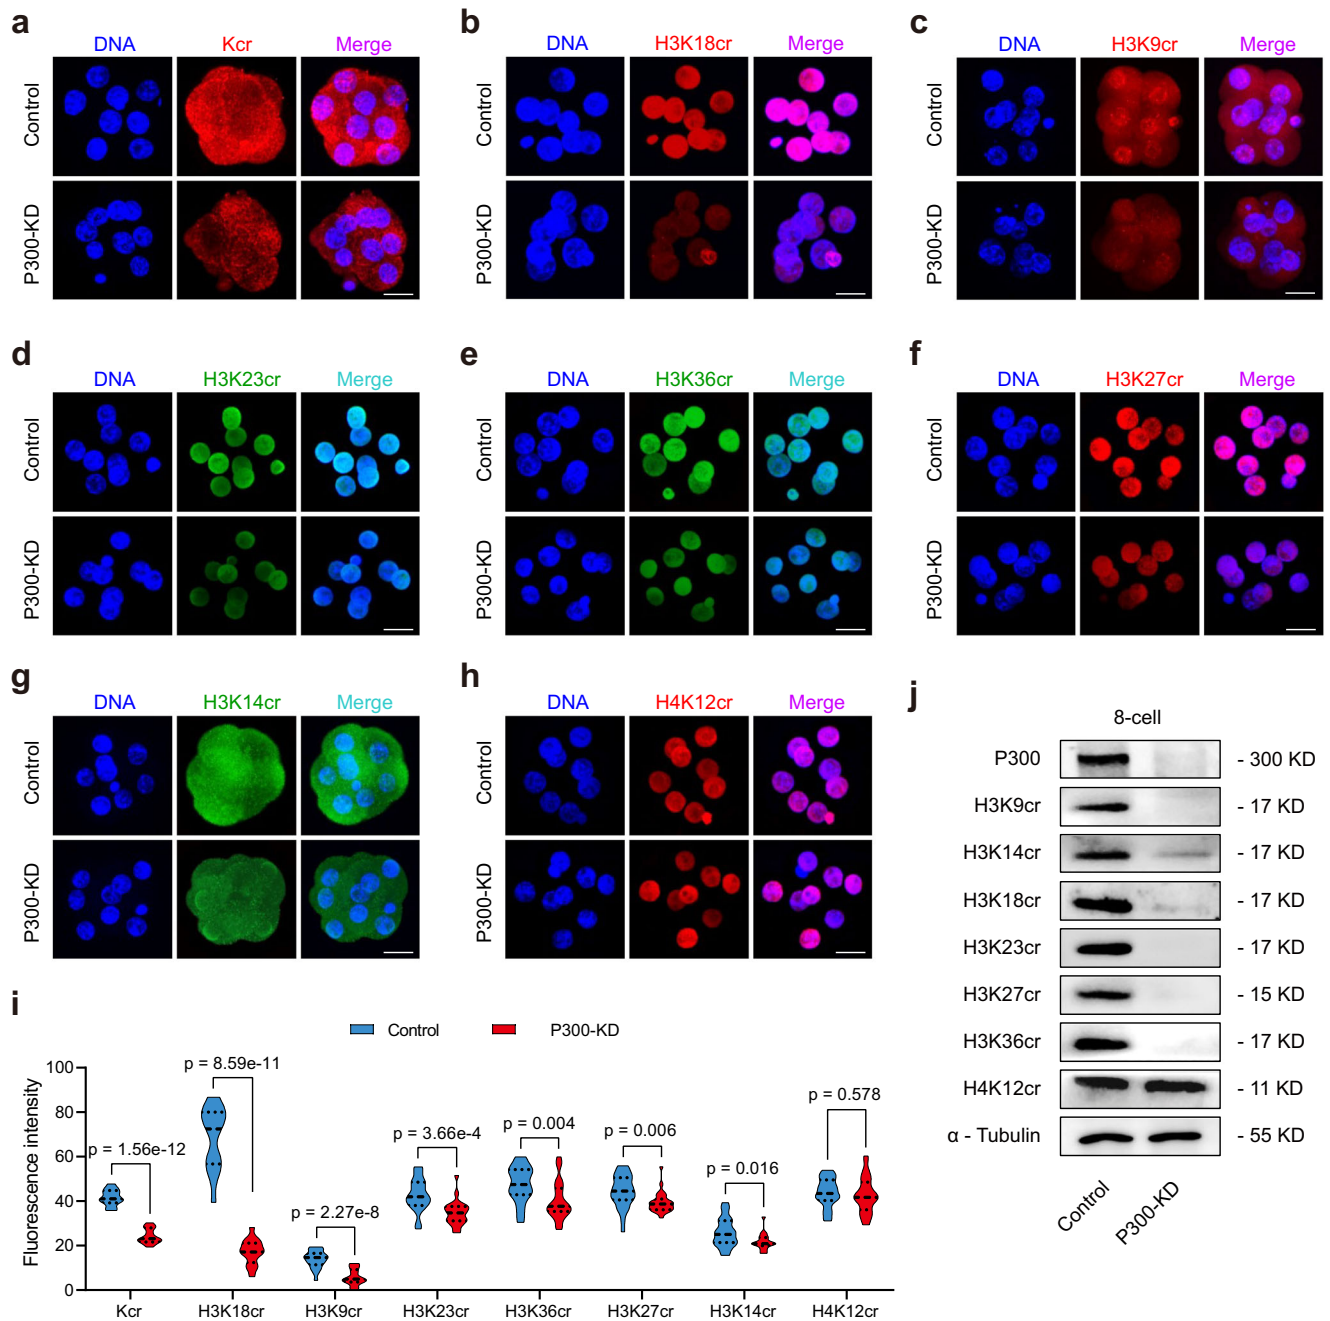 a
DNA Kcr Merge
Control
P300-KD
b
DNA H3K18cr Merge
Control
P300-KD
c
DNA H3K9cr Merge
Control
P300-KD
d
DNA H3K23cr Merge
Control
P300-KD
e
DNA H3K36cr Merge
Control
P300-KD
f
DNA H3K27cr Merge
Control
P300-KD
g
DNA H3K14cr Merge
Control
P300-KD
h
DNA H4K12cr Merge
Control
P300-KD
i
Control P300-KD
Fluorescence intensity
100
80
60
40
20
0
p = 1.56e-12
p = 8.59e-11
p = 2.27e-8
p = 3.66e-4
p = 0.004
p = 0.006
p = 0.016
p = 0.578
Kcr H3K18cr H3K9cr H3K23cr H3K36cr H3K27cr H3K14cr H4K12cr
j
8-cell
P300 - 300 KD
H3K9cr - 17 KD
H3K14cr - 17 KD
H3K18cr - 17 KD
H3K23cr - 17 KD
H3K27cr - 15 KD
H3K36cr - 17 KD
H4K12cr - 11 KD
α - Tubulin - 55 KD
Control P300-KD